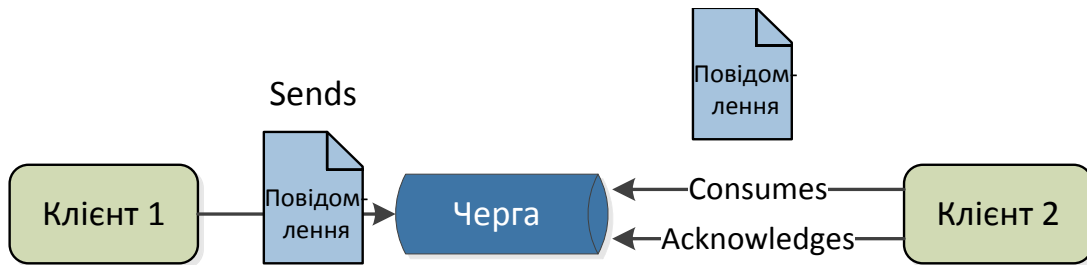 Повідом-
лення
Sends
Повідом-
лення
Клієнт 1
Черга
Consumes
Acknowledges
Клієнт 2